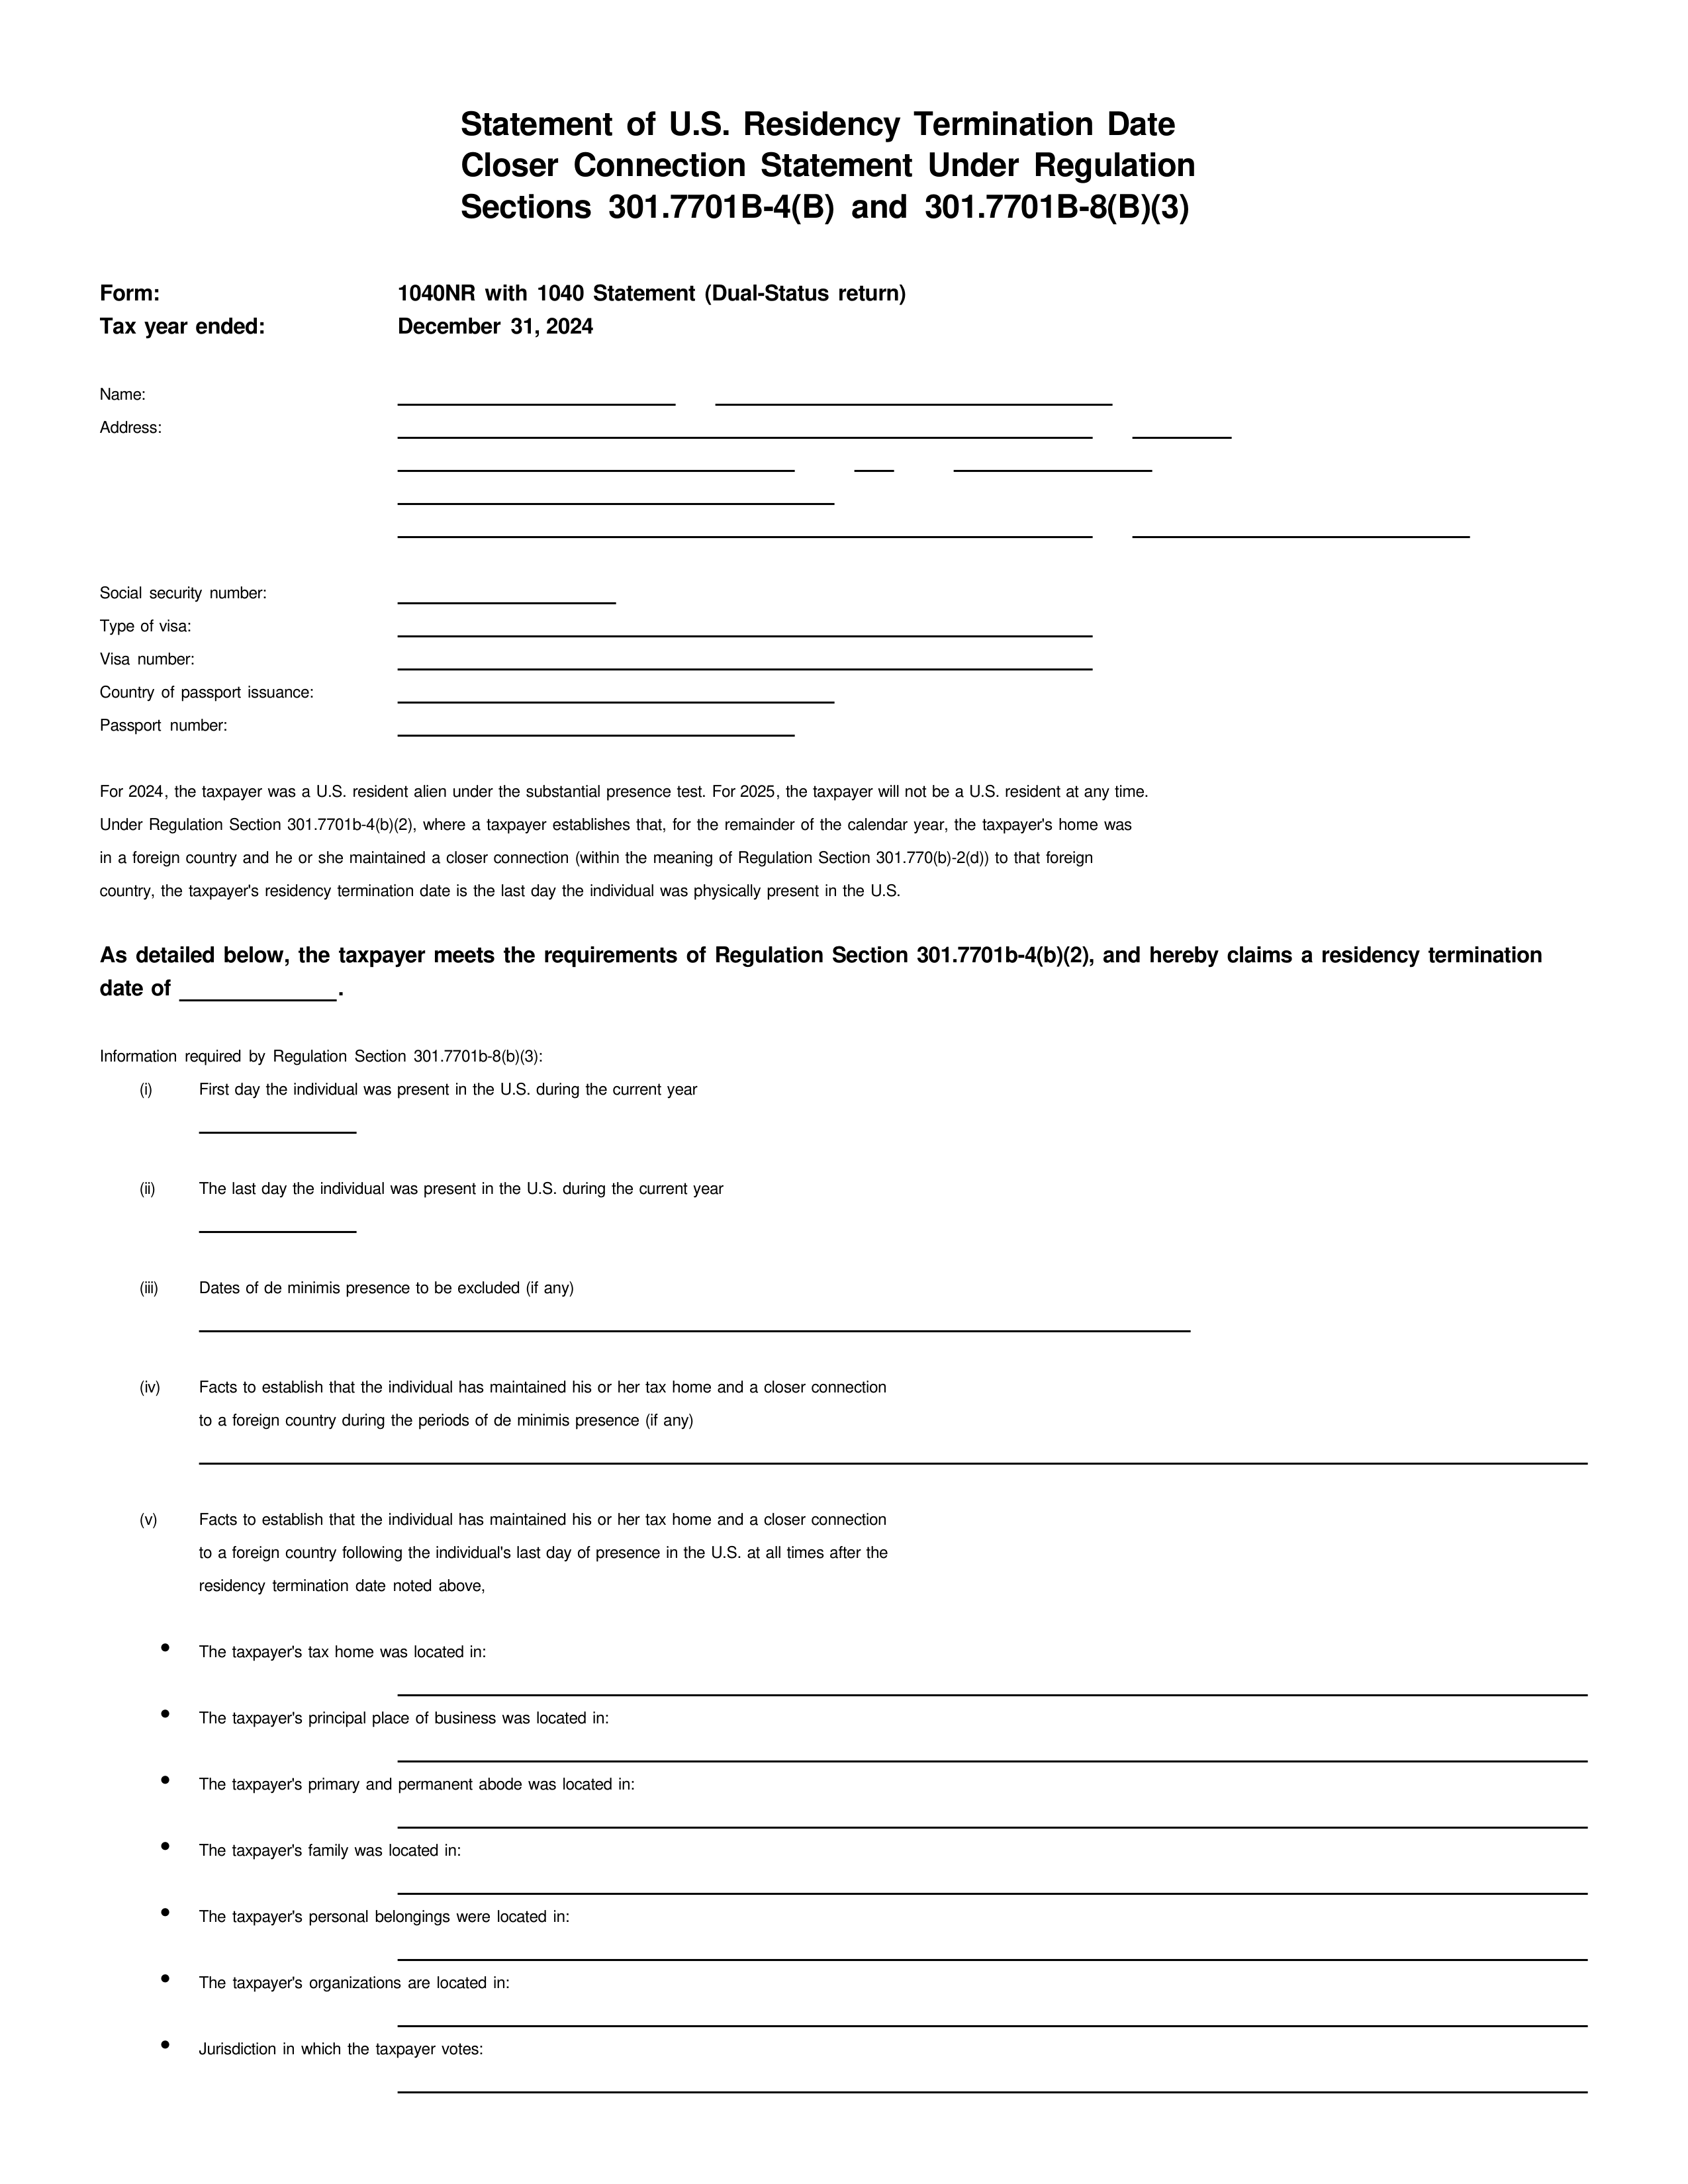 Statement of U.S. Residency Termination Date
Closer Connection Statement Under Regulation
Sections 301.7701B-4(B) and 301.7701B-8(B)(3)
Form: 1040NR with 1040 Statement (Dual-Status return)
Tax year ended: December 31, 2024
Name:
Address:
Social security number:
Type of visa:
Visa number:
Country of passport issuance:
Passport number:
For 2024, the taxpayer was a U.S. resident alien under the substantial presence test. For 2025, the taxpayer will not be a U.S. resident at any time.
Under Regulation Section 301.7701b-4(b)(2), where a taxpayer establishes that, for the remainder of the calendar year, the taxpayer's home was
in a foreign country and he or she maintained a closer connection (within the meaning of Regulation Section 301.770(b)-2(d)) to that foreign
country, the taxpayer's residency termination date is the last day the individual was physically present in the U.S.
As detailed below, the taxpayer meets the requirements of Regulation Section 301.7701b-4(b)(2), and hereby claims a residency termination
date of ____________.
Information required by Regulation Section 301.7701b-8(b)(3):
(i) First day the individual was present in the U.S. during the current year
(ii) The last day the individual was present in the U.S. during the current year
(iii) Dates of de minimis presence to be excluded (if any)
(iv) Facts to establish that the individual has maintained his or her tax home and a closer connection
to a foreign country during the periods of de minimis presence (if any)
(v) Facts to establish that the individual has maintained his or her tax home and a closer connection
to a foreign country following the individual's last day of presence in the U.S. at all times after the
residency termination date noted above,
• The taxpayer's tax home was located in:
• The taxpayer's principal place of business was located in:
• The taxpayer's primary and permanent abode was located in:
• The taxpayer's family was located in:
• The taxpayer's personal belongings were located in:
• The taxpayer's organizations are located in:
• Jurisdiction in which the taxpayer votes: